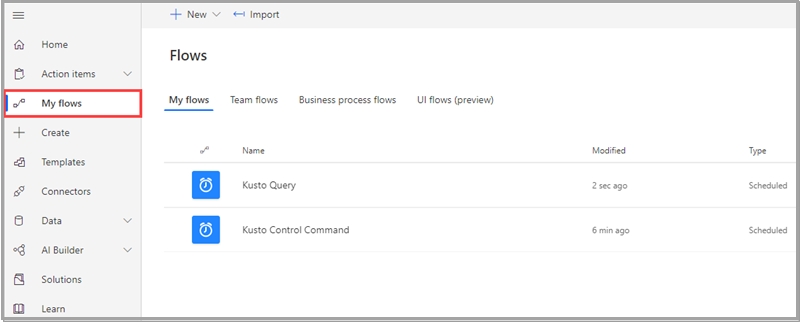 New Import
Home
Flows
Action items
My flows
My flows Team flows Business process flows UI flows (preview)
Create
Name Modified Type
Templates
Connectors
Kusto Query 2 sec ago Scheduled
Data
Kusto Control Command 6 min ago Scheduled
AI Builder
Solutions
Learn